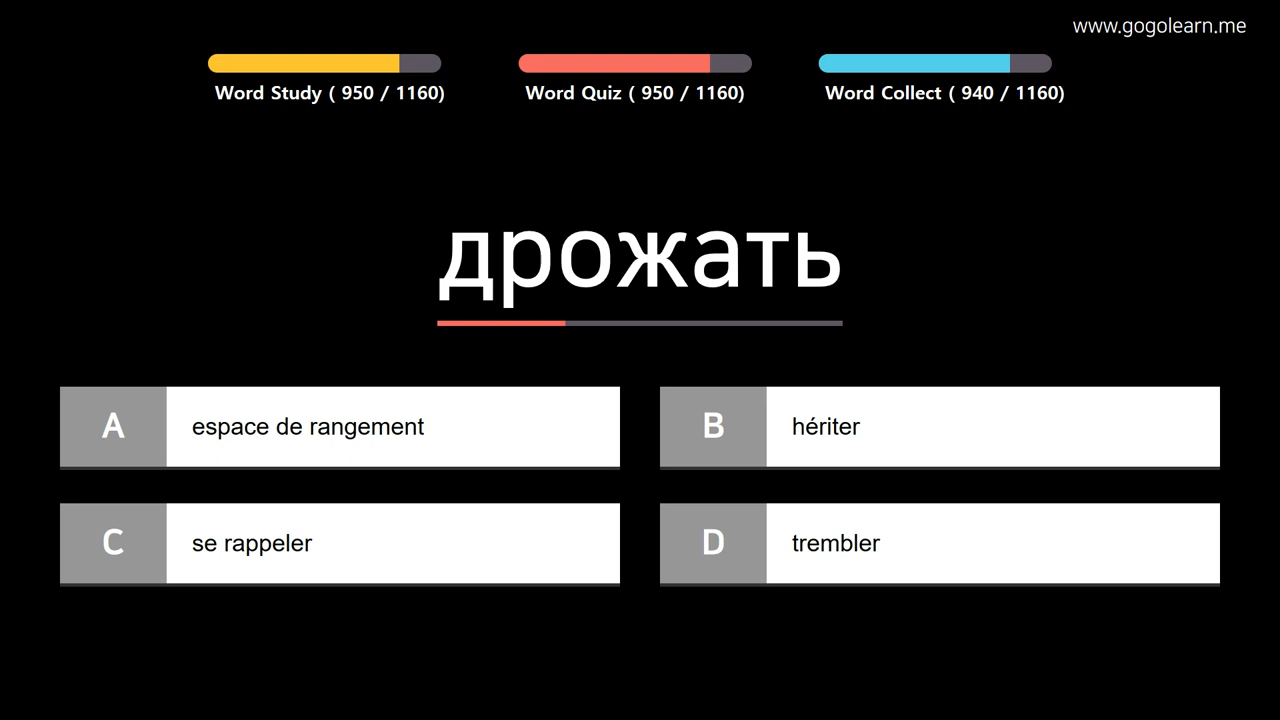 www.gogolearn.me
Word Study ( 950 / 1160)
Word Quiz ( 950 / 1160)
Word Collect ( 940 / 1160)
дрожать
A espace de rangement
B hériter
C se rappeler
D trembler